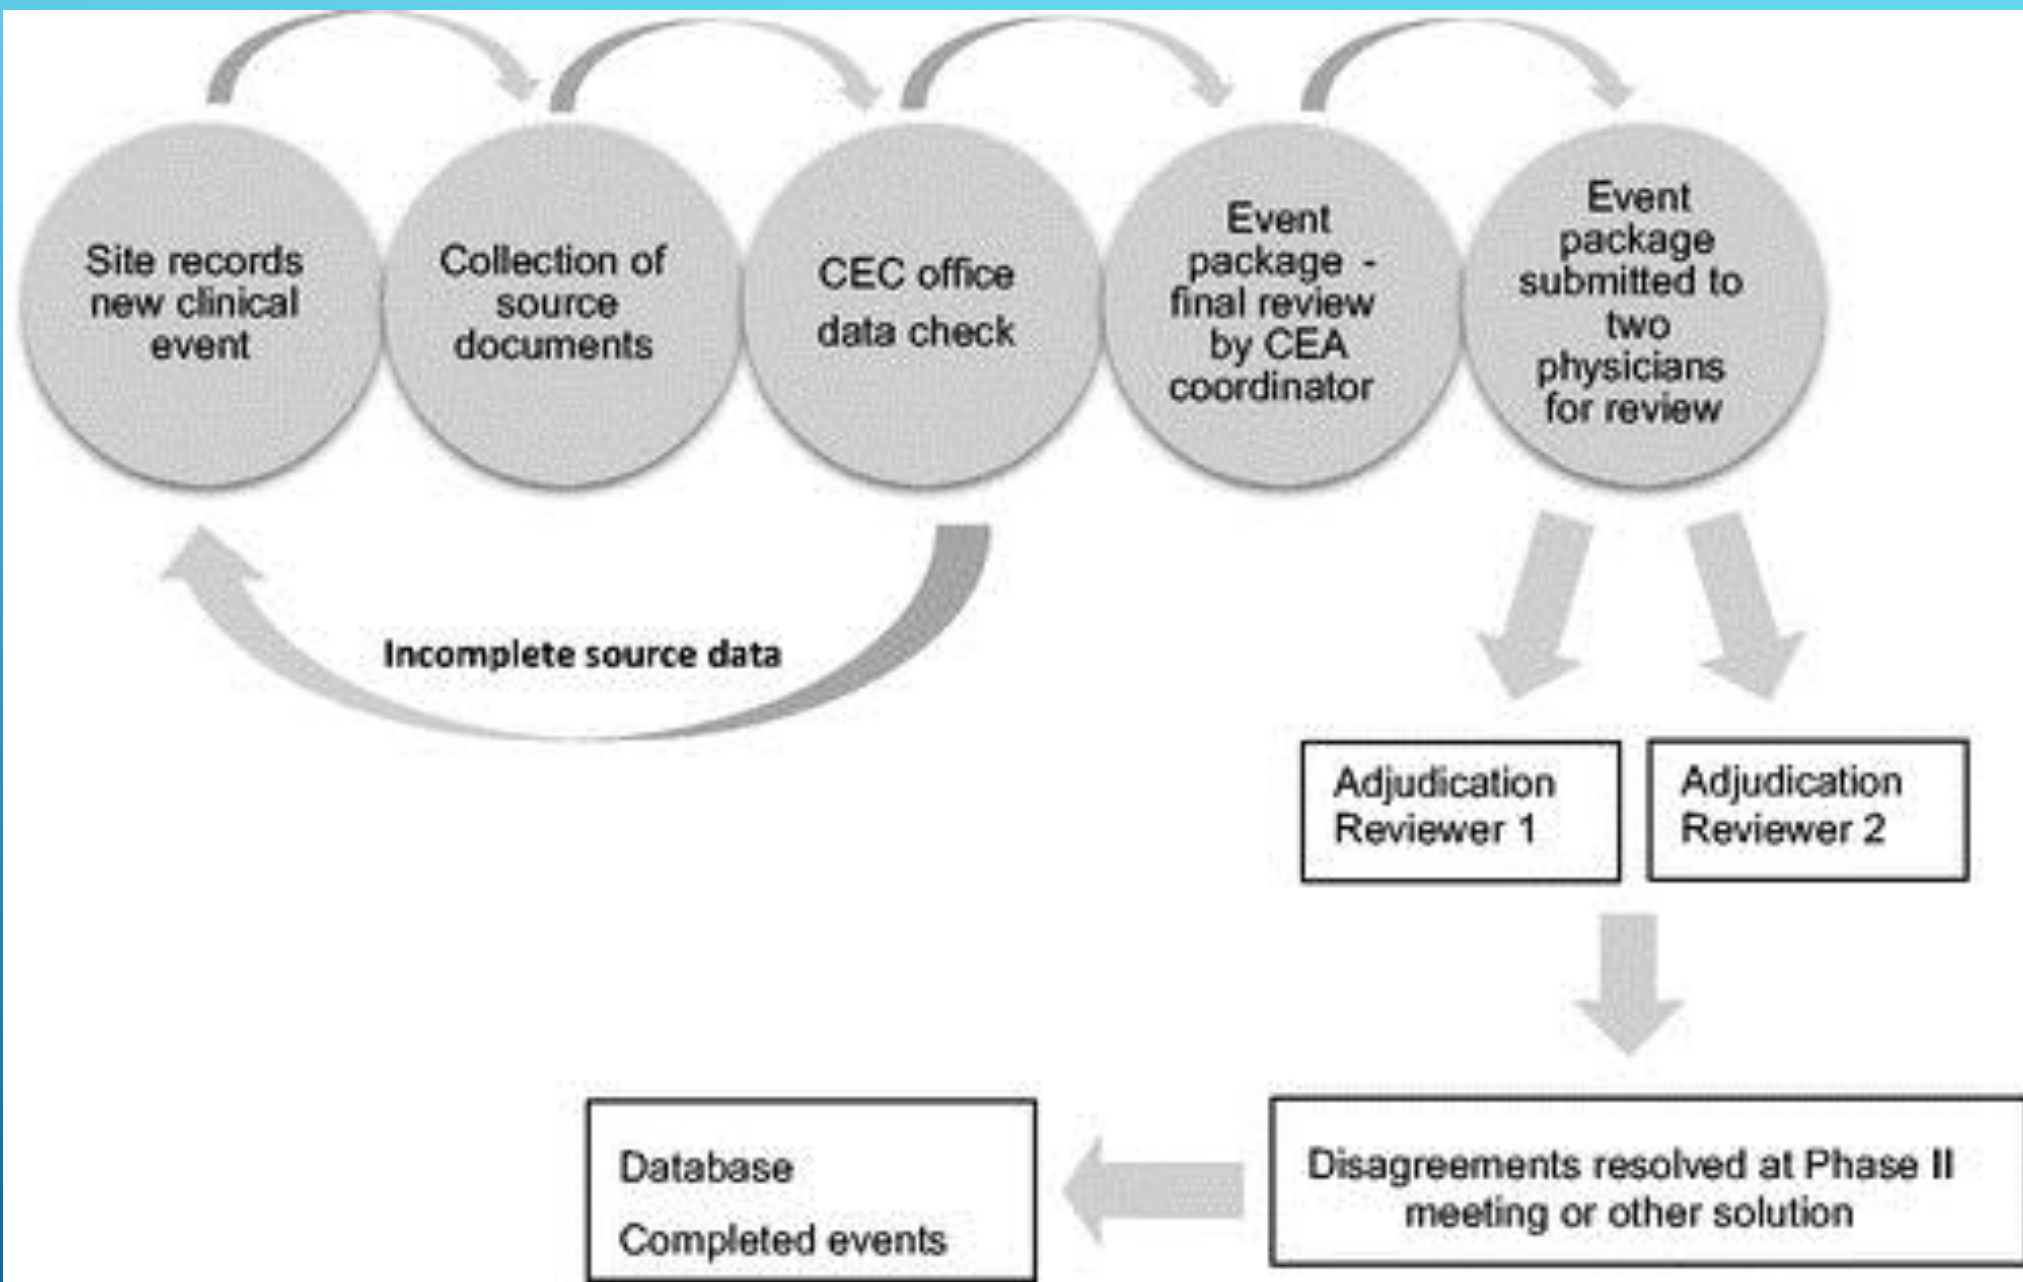 Site records
new clinical
event
Collection of
source
documents
CEC office
data check
Event
package -
final review
by CEA
coordinator
Event
package
submitted to
two
physicians
for review
Incomplete source data
Adjudication
Reviewer 1
Adjudication
Reviewer 2
Disagreements resolved at Phase II
meeting or other solution
Database
Completed events